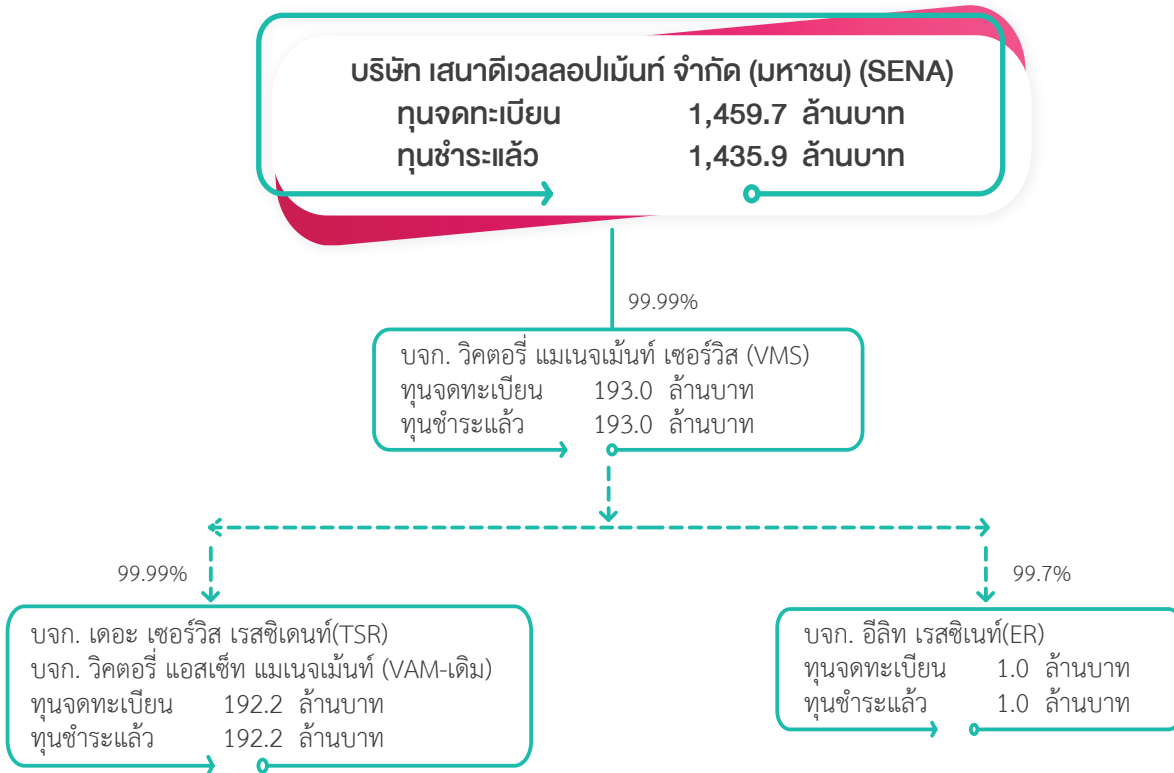 บริษัท เสนาดีเวลลอปเม้นท์ จำกัด (มหาชน) (SENA)
ทุนจดทะเบียน 1,459.7 ล้านบาท
ทุนชำระแล้ว 1,435.9 ล้านบาท
99.99%
บจก. วิคตอรี่ แมเนจเม้นท์ เซอร์วิส (VMS)
ทุนจดทะเบียน 193.0 ล้านบาท
ทุนชำระแล้ว 193.0 ล้านบาท
99.99%
บจก. เดอะ เซอร์วิส เรสซิเดนท์(TSR)
บจก. วิคตอรี่ แอสเซ็ท แมเนจเม้นท์ (VAM-เดิม)
ทุนจดทะเบียน 192.2 ล้านบาท
ทุนชำระแล้ว 192.2 ล้านบาท
99.7%
บจก. อีลิท เรสซิเนท์(ER)
ทุนจดทะเบียน 1.0 ล้านบาท
ทุนชำระแล้ว 1.0 ล้านบาท